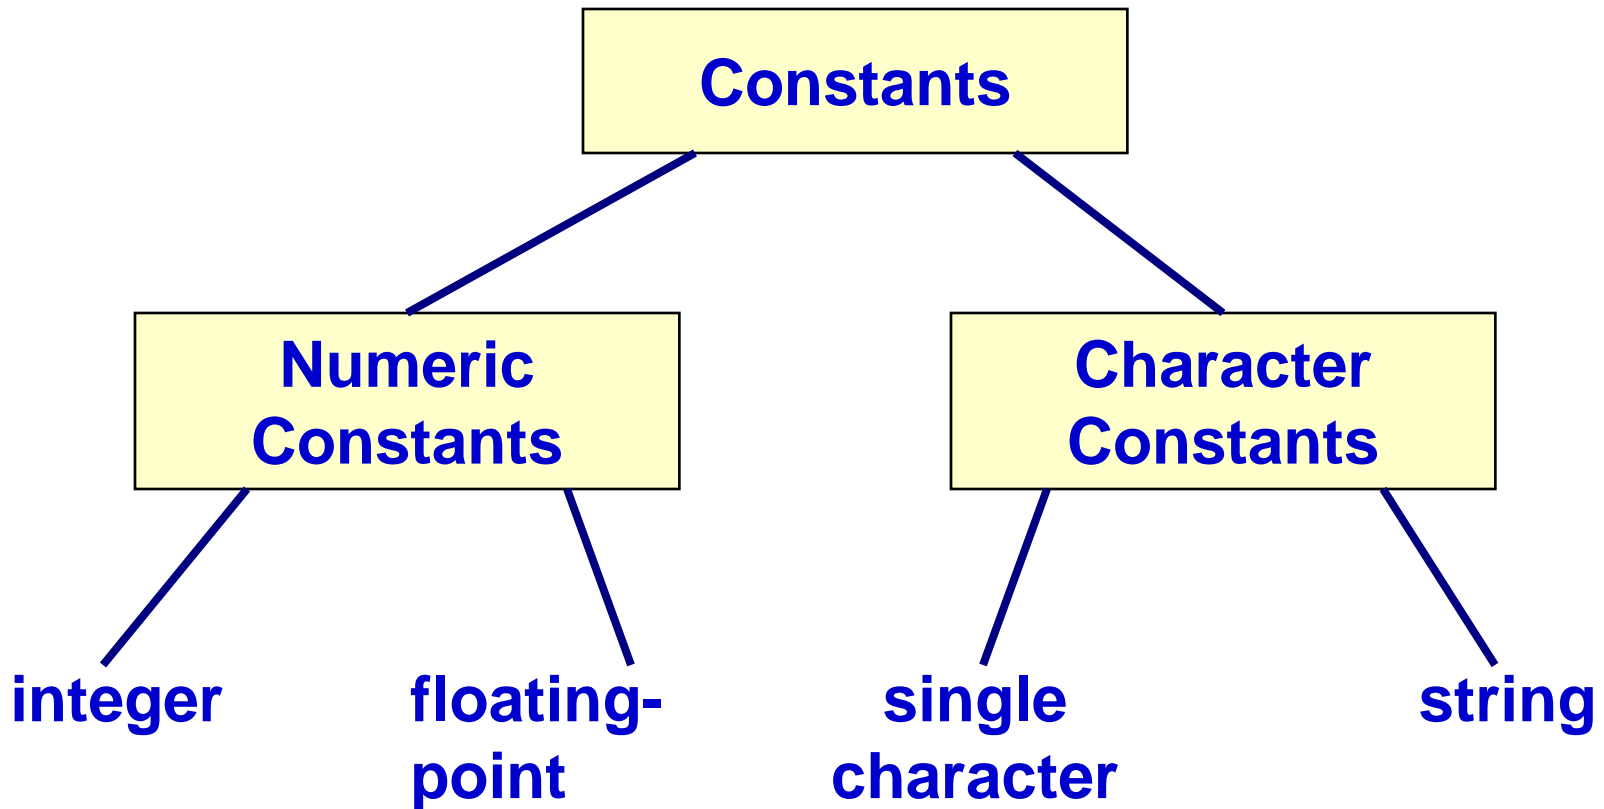 Constants
Numeric
Constants
Character
Constants
integer
floating-
point
single
character
string